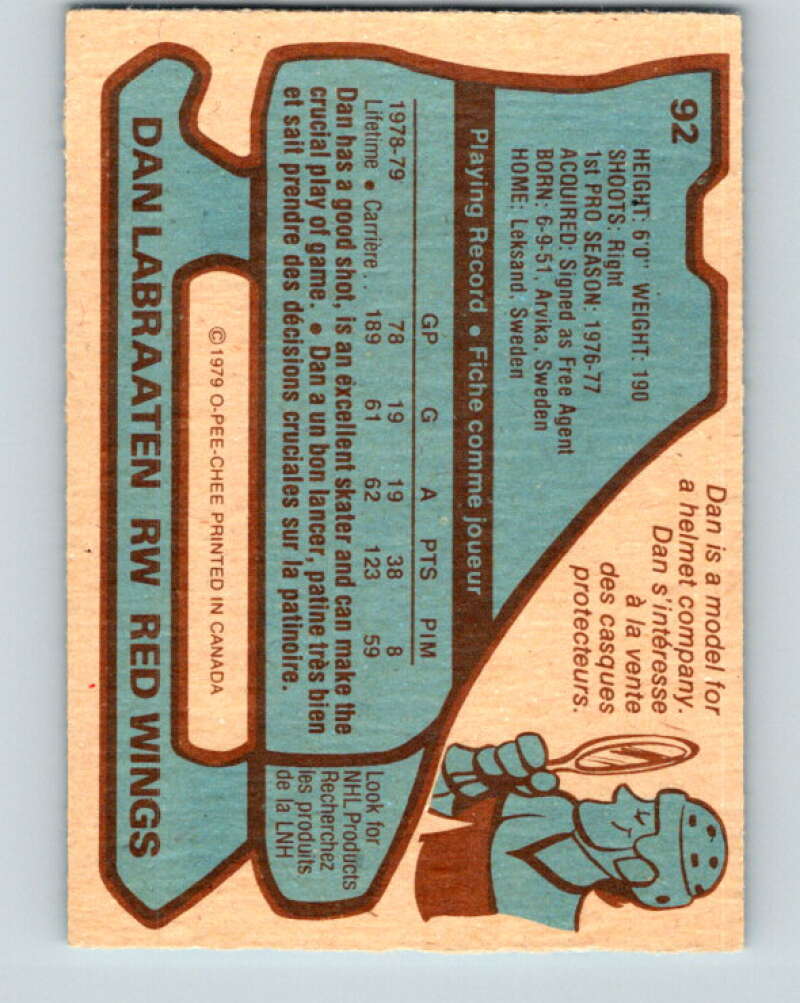 92
HEIGHT: 6'0" WEIGHT: 190
SHOOTS: Right
1st PRO SEASON: 1976-77
ACQUIRED: Signed as Free Agent
BORN: 6-9-51, Arvika, Sweden
HOME: Leksand, Sweden
Dan is a model for
a helmet company.
Dan s'intéresse
à la vente
des casques
protecteurs.
Playing Record • Fiche comme joueur
GP G A PTS PIM
1978-79 78 19 19 38 8
Lifetime • Carrière . . 189 61 62 123 59
Dan has a good shot, is an excellent skater and can make the
crucial play of game. • Dan a un bon lancer, patine très bien
et sait prendre des décisions cruciales sur la patinoire.
Look for
NHL Products
Recherchez
les produits
de la LNH
©1979 O-PEE-CHEE PRINTED IN CANADA
DAN LABRAATEN RW RED WINGS